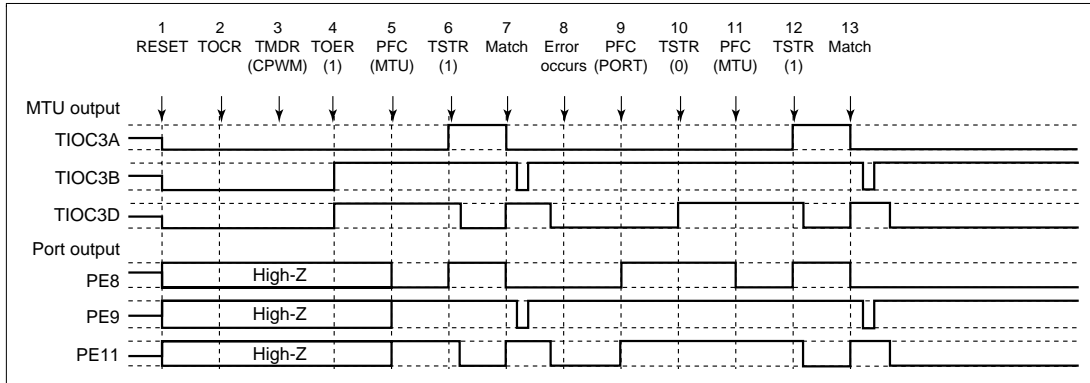 1 2 3 4 5 6 7 8 9 10 11 12 13
RESET TOCR TMDR TOER PFC TSTR Match Error PFC TSTR PFC TSTR Match
(CPWM) (1) (MTU) (1) occurs (PORT) (0) (MTU) (1)
MTU output
TIOC3A
TIOC3B
TIOC3D
Port output
PE8 High-Z
PE9 High-Z
PE11 High-Z